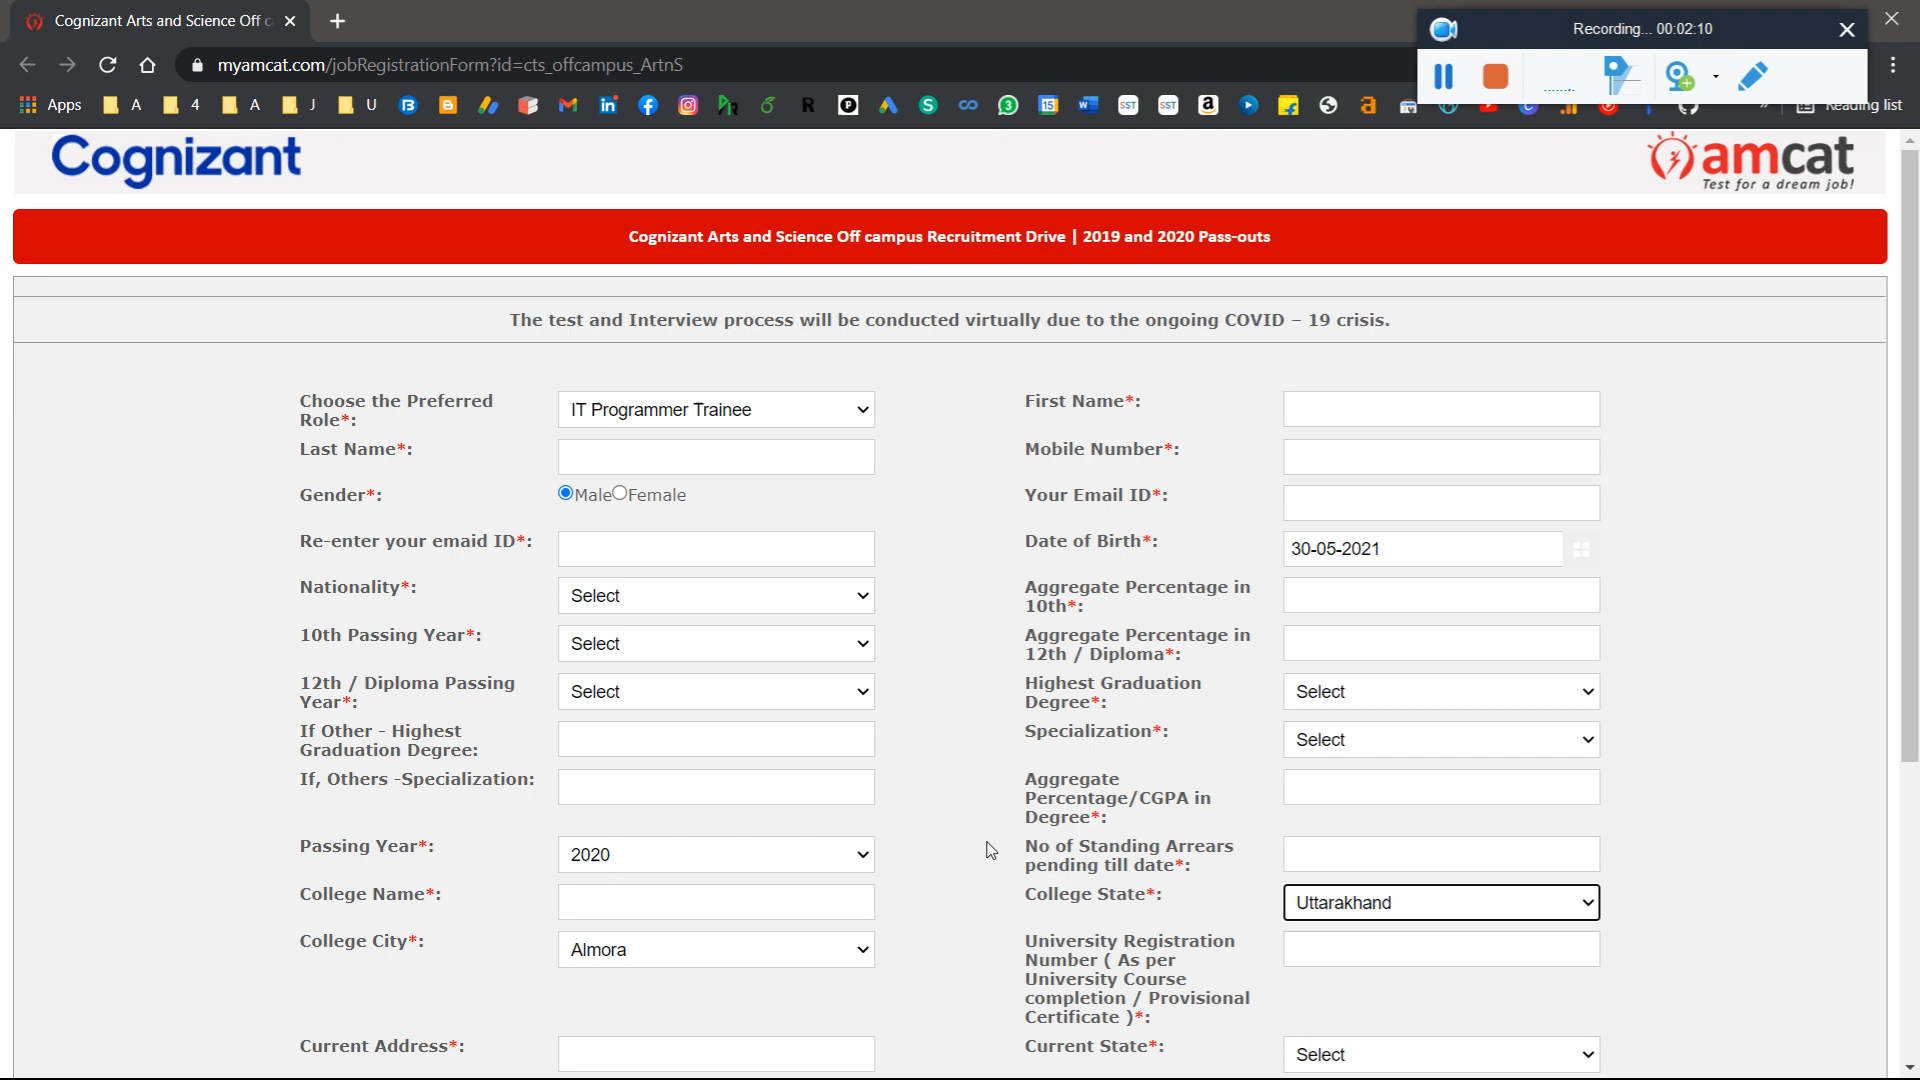 Cognizant Arts and Science Off c
Recording... 00:02:10
myamcat.com/jobRegistrationForm?id=cts_offcampus_ArtnS
Apps A 4 A J U Reading list
Cognizant
amcat
Test for a dream job!
Cognizant Arts and Science Off campus Recruitment Drive | 2019 and 2020 Pass-outs
The test and Interview process will be conducted virtually due to the ongoing COVID – 19 crisis.
Choose the Preferred
Role*:
IT Programmer Trainee
First Name*:
Last Name*:
Mobile Number*:
Gender*:
Male Female
Your Email ID*:
Re-enter your emaid ID*:
Date of Birth*:
30-05-2021
Nationality*:
Select
Aggregate Percentage in
10th*:
10th Passing Year*:
Select
Aggregate Percentage in
12th / Diploma*:
12th / Diploma Passing
Year*:
Select
Highest Graduation
Degree*:
Select
If Other - Highest
Graduation Degree:
Specialization*:
Select
If, Others -Specialization:
Aggregate
Percentage/CGPA in
Degree*:
Passing Year*:
2020
No of Standing Arrears
pending till date*:
College Name*:
College State*:
Uttarakhand
College City*:
Almora
University Registration
Number ( As per
University Course
completion / Provisional
Certificate )*:
Current Address*:
Current State*:
Select